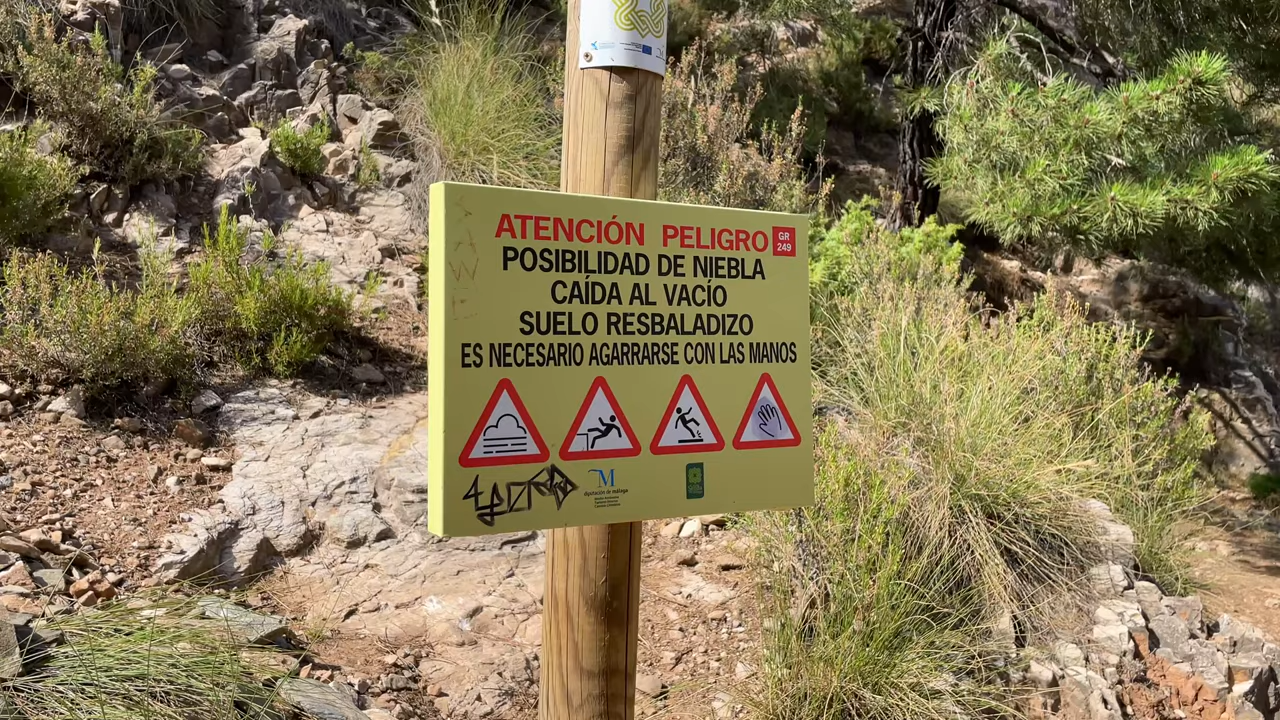 ATENCIÓN PELIGRO GR 249
POSIBILIDAD DE NIEBLA
CAÍDA AL VACÍO
SUELO RESBALADIZO
ES NECESARIO AGARRARSE CON LAS MANOS
M
diputación de málaga